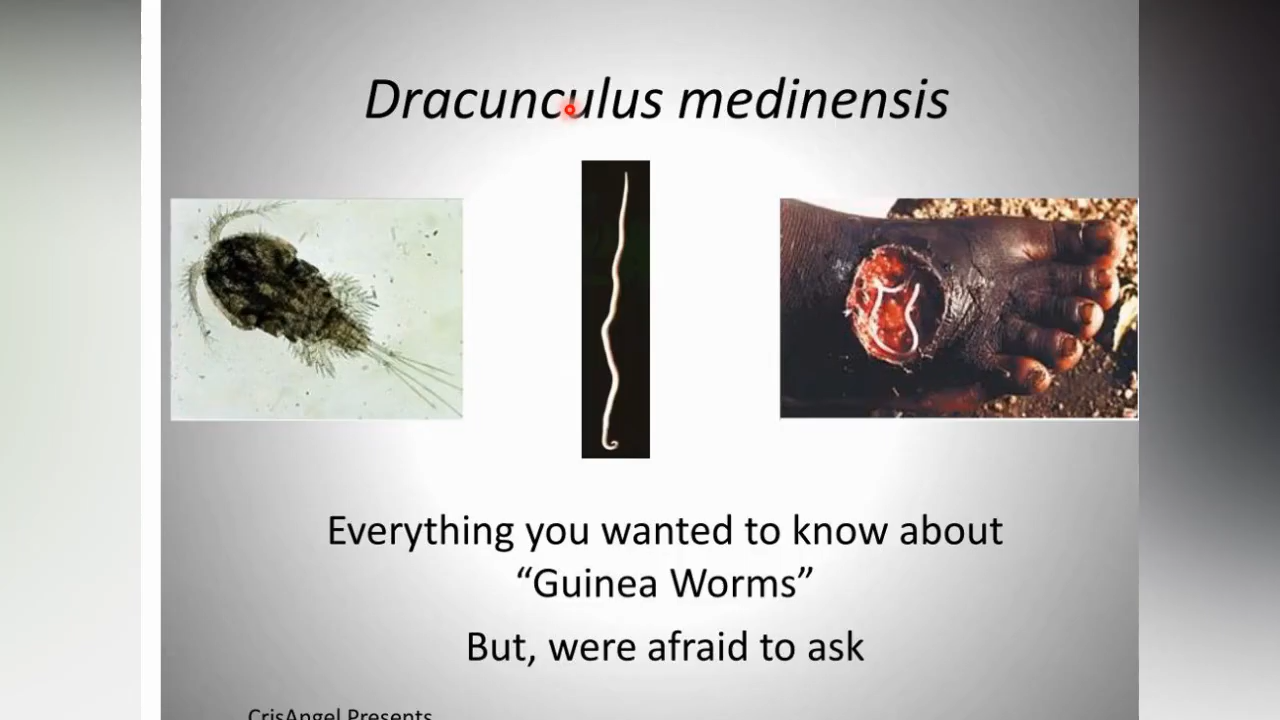 Dracunculus medinensis
Everything you wanted to know about
“Guinea Worms”
But, were afraid to ask
CrisAngel Presents